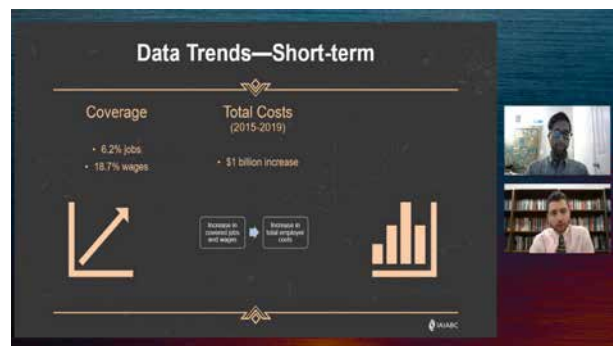 Data Trends—Short-term
Coverage
• 6.2% jobs
• 18.7% wages
Total Costs
(2015-2019)
• $1 billion increase
Increase in
covered jobs
and wages
Increase in
total employer
costs
IAIABC